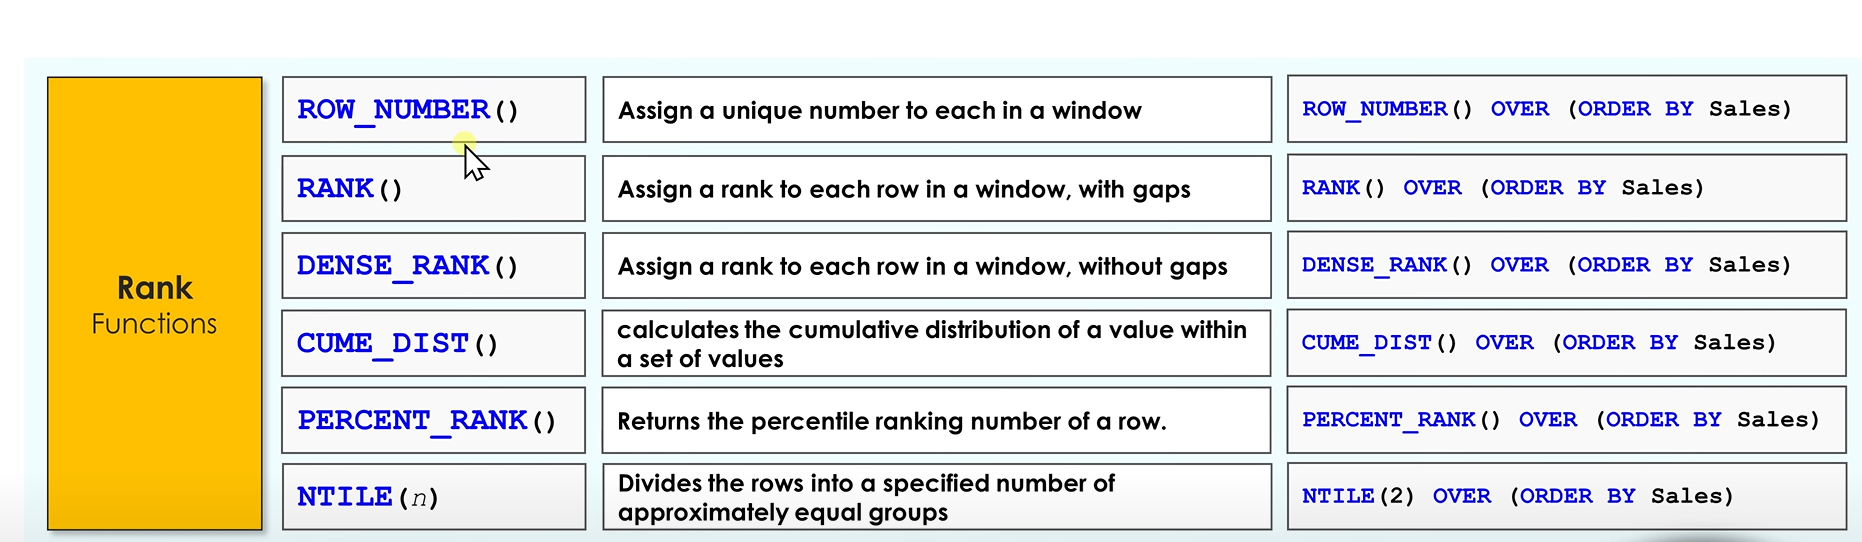 Rank
Functions
ROW_NUMBER()
Assign a unique number to each in a window
ROW_NUMBER() OVER (ORDER BY Sales)
RANK()
Assign a rank to each row in a window, with gaps
RANK() OVER (ORDER BY Sales)
DENSE_RANK()
Assign a rank to each row in a window, without gaps
DENSE_RANK() OVER (ORDER BY Sales)
CUME_DIST()
calculates the cumulative distribution of a value within
a set of values
CUME_DIST() OVER (ORDER BY Sales)
PERCENT_RANK()
Returns the percentile ranking number of a row.
PERCENT_RANK() OVER (ORDER BY Sales)
NTILE(n)
Divides the rows into a specified number of
approximately equal groups
NTILE(2) OVER (ORDER BY Sales)